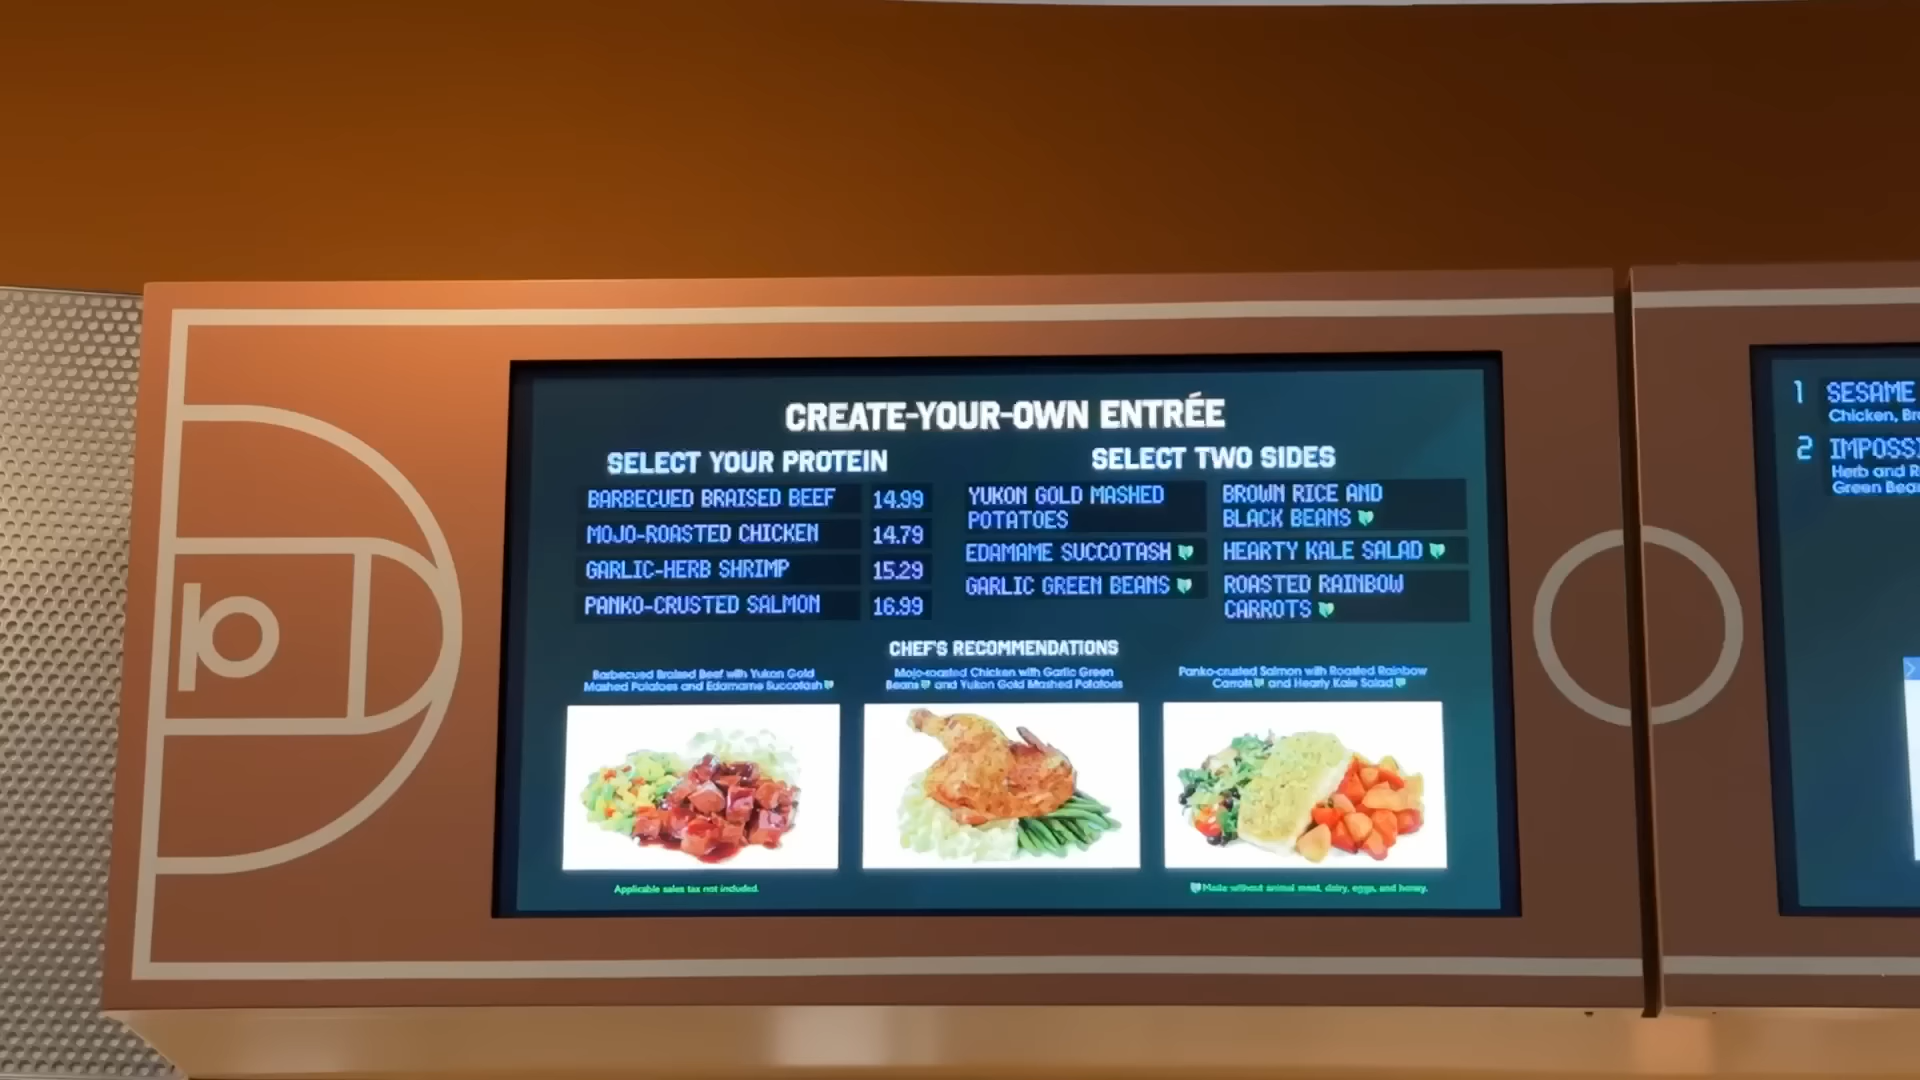 CREATE-YOUR-OWN ENTRÉE
SELECT YOUR PROTEIN
BARBECUED BRAISED BEEF 14.99
MOJO-ROASTED CHICKEN 14.79
GARLIC-HERB SHRIMP 15.29
PANKO-CRUSTED SALMON 16.99
SELECT TWO SIDES
YUKON GOLD MASHED
POTATOES
EDAMAME SUCCOTASH
GARLIC GREEN BEANS
BROWN RICE AND
BLACK BEANS
HEARTY KALE SALAD
ROASTED RAINBOW
CARROTS
CHEF'S RECOMMENDATIONS
Barbecued Braised Beef with Yukon Gold
Mashed Potatoes and Edamame Succotash
Mojo-roasted Chicken with Garlic Green
Beans and Yukon Gold Mashed Potatoes
Panko-crusted Salmon with Roasted Rainbow
Carrots and Hearty Kale Salad
Applicable sales tax not included.
Made without animal meat, dairy, eggs, and honey.
1 SESAME
Chicken,
2
Herb and
Green